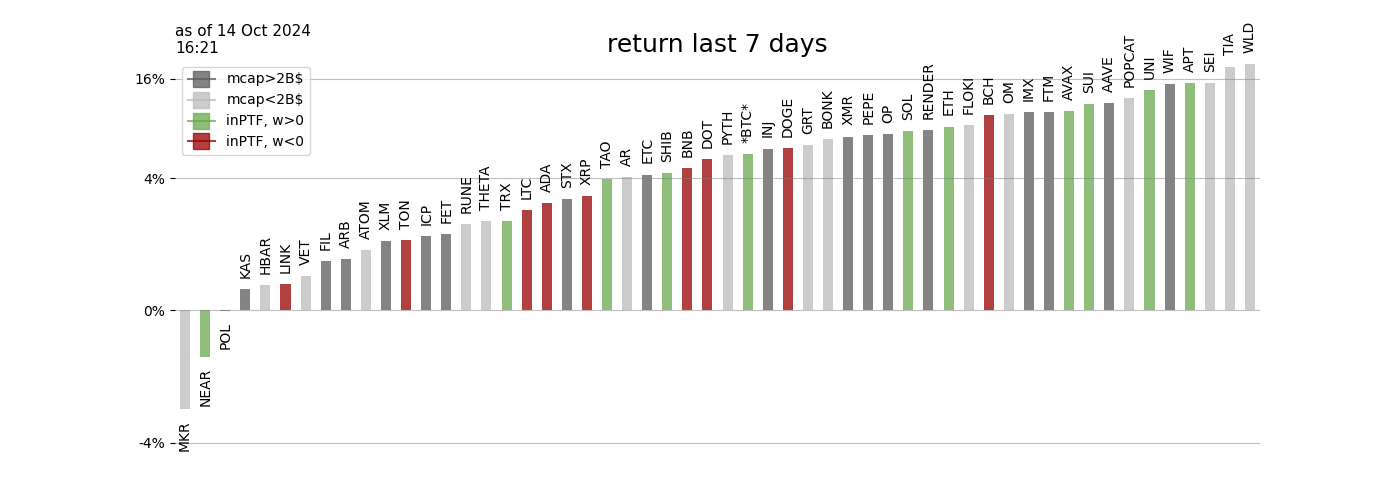 as of 14 Oct 2024
16:21
return last 7 days
16%
4%
0%
-4%
mcap>2B$
mcap<2B$
inPTF, w>0
inPTF, w<0
MKR
NEAR
POL
KAS
HBAR
LINK
VET
FIL
ARB
ATOM
XLM
TON
ICP
FET
RUNE
THETA
TRX
LTC
ADA
STX
XRP
TAO
AR
ETC
SHIB
BNB
DOT
PYTH
*BTC*
INJ
DOGE
GRT
BONK
XMR
PEPE
OP
SOL
RENDER
ETH
FLOKI
BCH
OM
IMX
FTM
AVAX
SUI
AAVE
POPCAT
UNI
WIF
APT
SEI
TIA
WLD